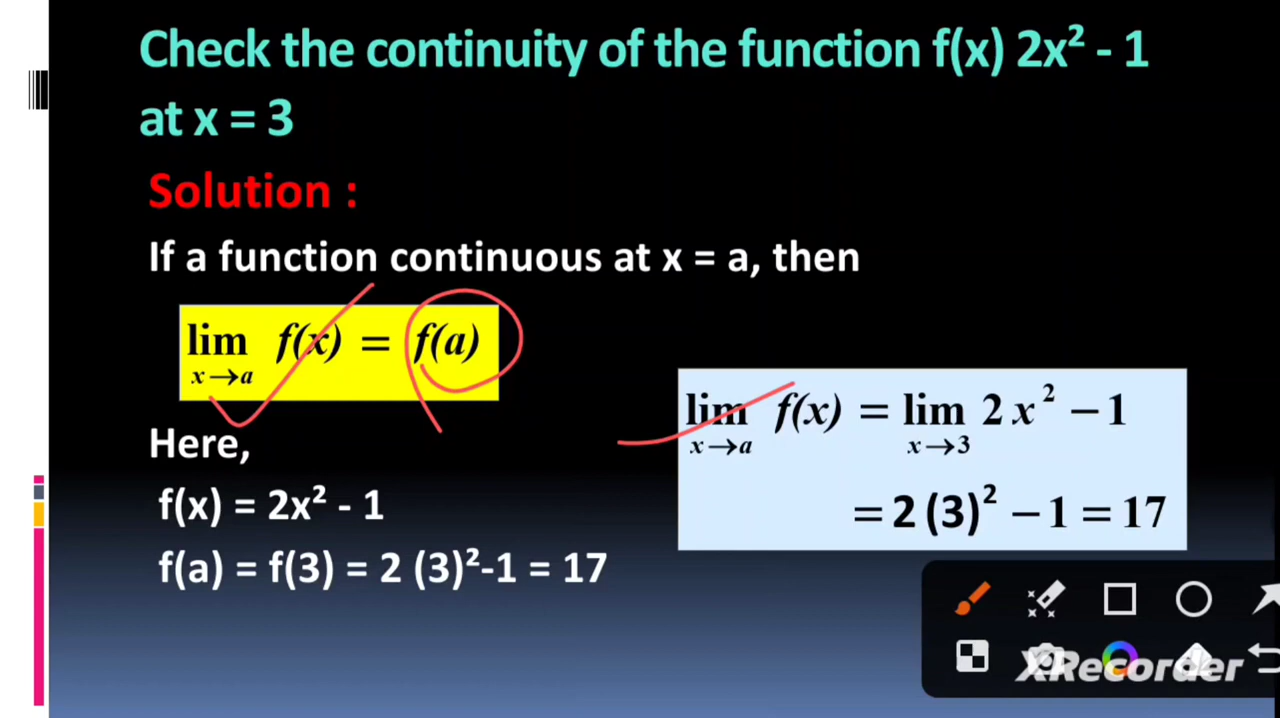 Check the continuity of the function f(x) 2x² - 1
at x = 3
Solution :
If a function continuous at x = a, then
lim f(x) = f(a)
x→a
Here,
f(x) = 2x² - 1
f(a) = f(3) = 2 (3)²-1 = 17
lim f(x) = lim 2x² − 1
x→a x→3
= 2 (3)² − 1 = 17
XRecorder